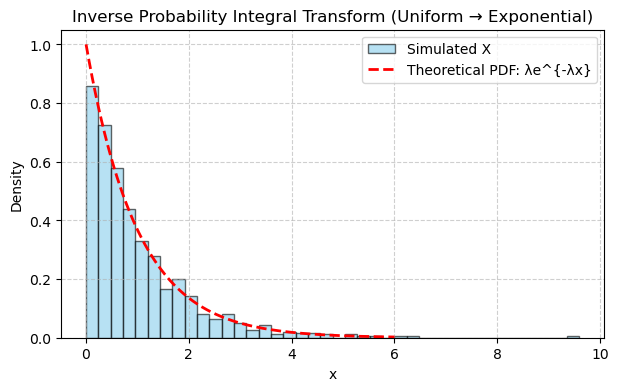 Inverse Probability Integral Transform (Uniform → Exponential)
Simulated X
Theoretical PDF: λe^{-λx}
Density
1.0
0.8
0.6
0.4
0.2
0.0
0 2 4 6 8 10
x